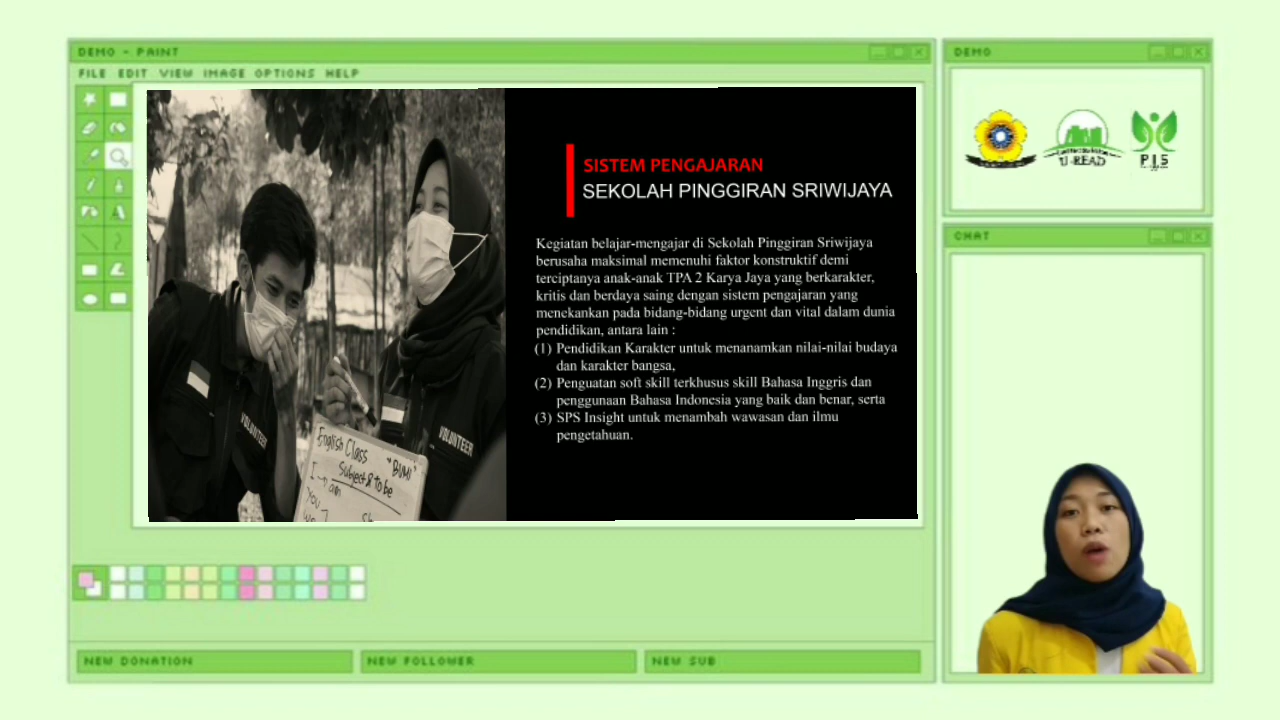 DEMO - PAINT
FILE EDIT VIEW IMAGE OPTIONS HELP
SISTEM PENGAJARAN
SEKOLAH PINGGIRAN SRIWIJAYA
Kegiatan belajar-mengajar di Sekolah Pinggiran Sriwijaya
berusaha maksimal memenuhi faktor konstruktif demi
terciptanya anak-anak TPA 2 Karya Jaya yang berkarakter,
kritis dan berdaya saing dengan sistem pengajaran yang
menekankan pada bidang-bidang urgent dan vital dalam dunia
pendidikan, antara lain :
(1) Pendidikan Karakter untuk menanamkan nilai-nilai budaya
dan karakter bangsa,
(2) Penguatan soft skill terkhusus skill Bahasa Inggris dan
penggunaan Bahasa Indonesia yang baik dan benar, serta
(3) SPS Insight untuk menambah wawasan dan ilmu
pengetahuan.
VOLUNTEER
VOLUNTEER
English Class
"BUMI"
Subject & to be
I → am
You
DEMO
U-READ
PIS
CHAT
NEW DONATION
NEW FOLLOWER
NEW SUB